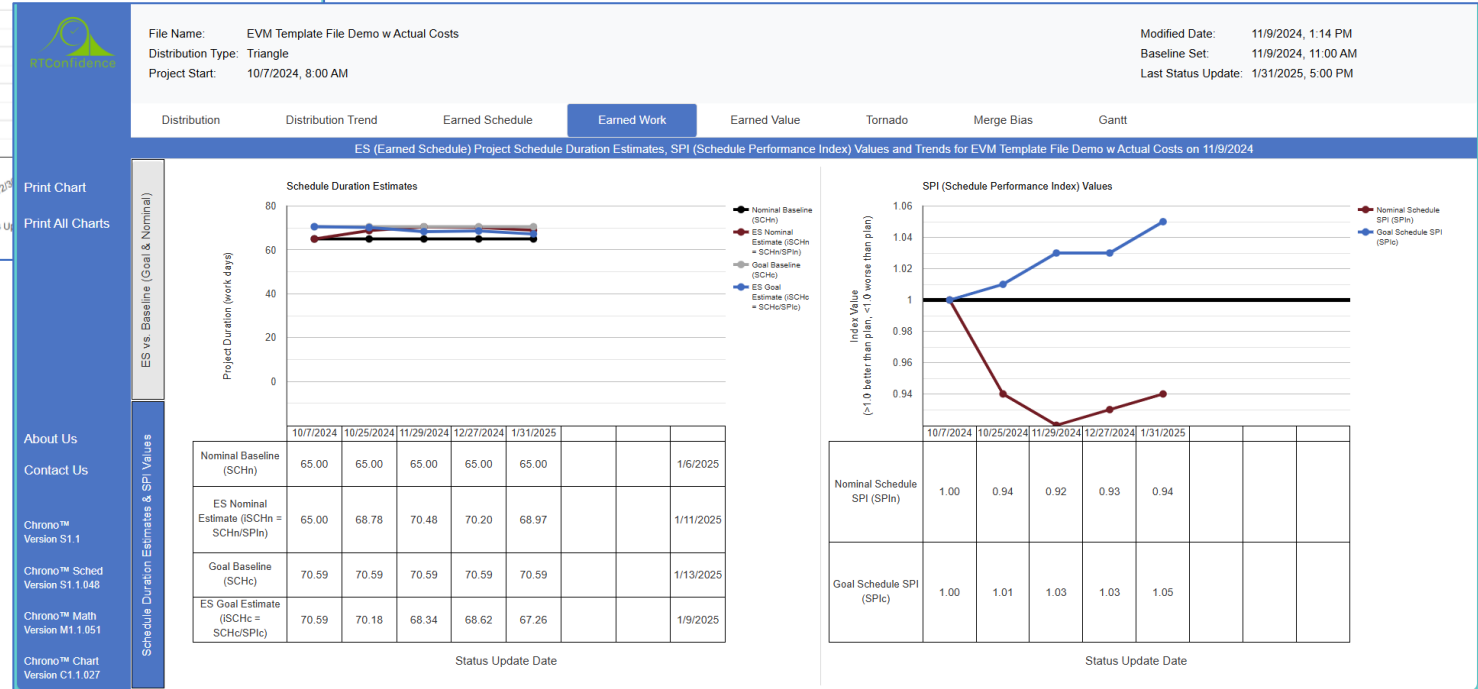 RTConfidence
File Name: EVM Template File Demo w Actual Costs
Distribution Type: Triangle
Project Start: 10/7/2024, 8:00 AM
Modified Date: 11/9/2024, 1:14 PM
Baseline Set: 11/9/2024, 11:00 AM
Last Status Update: 1/31/2025, 5:00 PM
Distribution Distribution Trend Earned Schedule Earned Work Earned Value Tornado Merge Bias Gantt
ES (Earned Schedule) Project Schedule Duration Estimates, SPI (Schedule Performance Index) Values and Trends for EVM Template File Demo w Actual Costs on 11/9/2024
Print Chart
Print All Charts
About Us
Contact Us
Chrono™
Version S1.1
Chrono™ Sched
Version S1.1.048
Chrono™ Math
Version M1.1.051
Chrono™ Chart
Version C1.1.027
ES vs. Baseline (Goal & Nominal)
Schedule Duration Estimates & SPI Values
Schedule Duration Estimates
Project Duration (work days)
80
60
40
20
0
Nominal Baseline
(SCHn)
ES Nominal
Estimate (iSCHn
= SCHn/SPIn)
Goal Baseline
(SCHc)
ES Goal
Estimate (iSCHc
= SCHc/SPIc)
10/7/2024 10/25/2024 11/29/2024 12/27/2024 1/31/2025
Nominal Baseline
(SCHn)
65.00 65.00 65.00 65.00 65.00 1/6/2025
ES Nominal
Estimate (iSCHn =
SCHn/SPIn)
65.00 68.78 70.48 70.20 68.97 1/11/2025
Goal Baseline
(SCHc)
70.59 70.59 70.59 70.59 70.59 1/13/2025
ES Goal Estimate
(iSCHc =
SCHc/SPIc)
70.59 70.18 68.34 68.62 67.26 1/9/2025
Status Update Date
SPI (Schedule Performance Index) Values
Index Value
(>1.0 better than plan, <1.0 worse than plan)
1.06
1.04
1.02
1
0.98
0.96
0.94
Nominal Schedule
SPI (SPIn)
Goal Schedule SPI
(SPIc)
10/7/2024 10/25/2024 11/29/2024 12/27/2024 1/31/2025
Nominal Schedule
SPI (SPIn)
1.00 0.94 0.92 0.93 0.94
Goal Schedule SPI
(SPIc)
1.00 1.01 1.03 1.03 1.05
Status Update Date